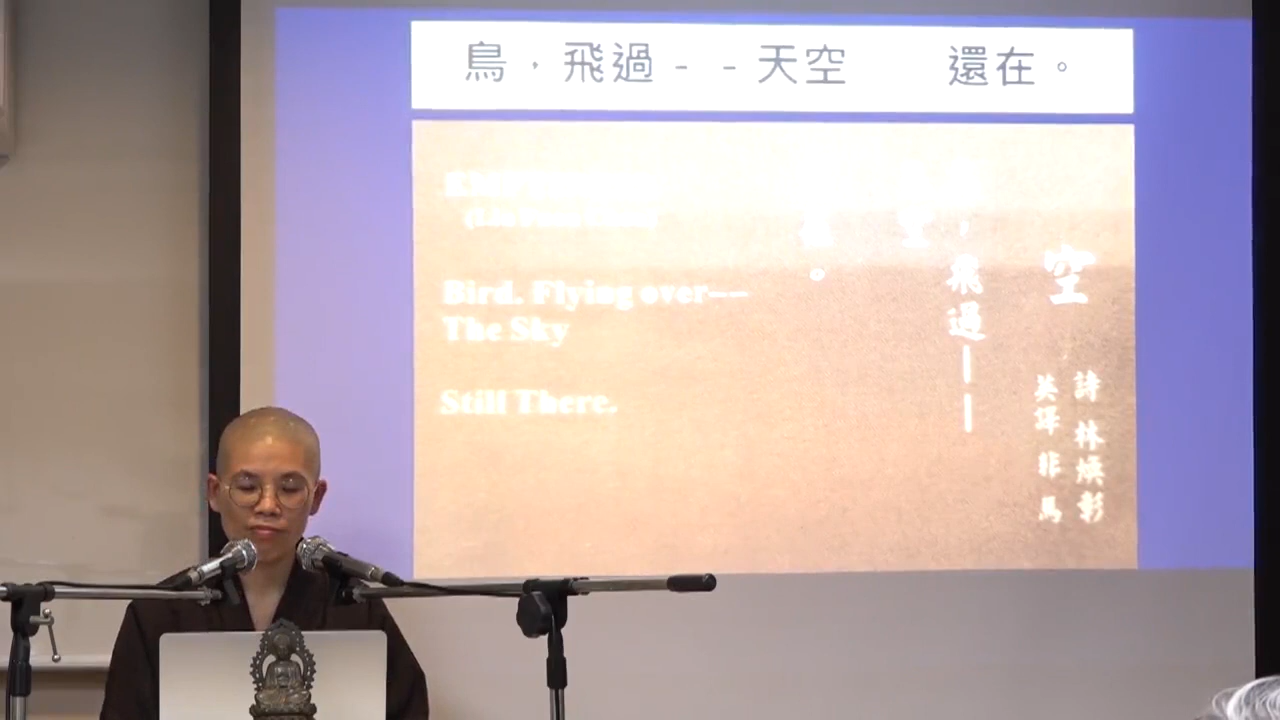 鳥，飛過－－天空　　還在。
Bird. Flying over——
The Sky
Still There.
空
詩 林煥彰
英譯 非馬
，飛過——
空
。